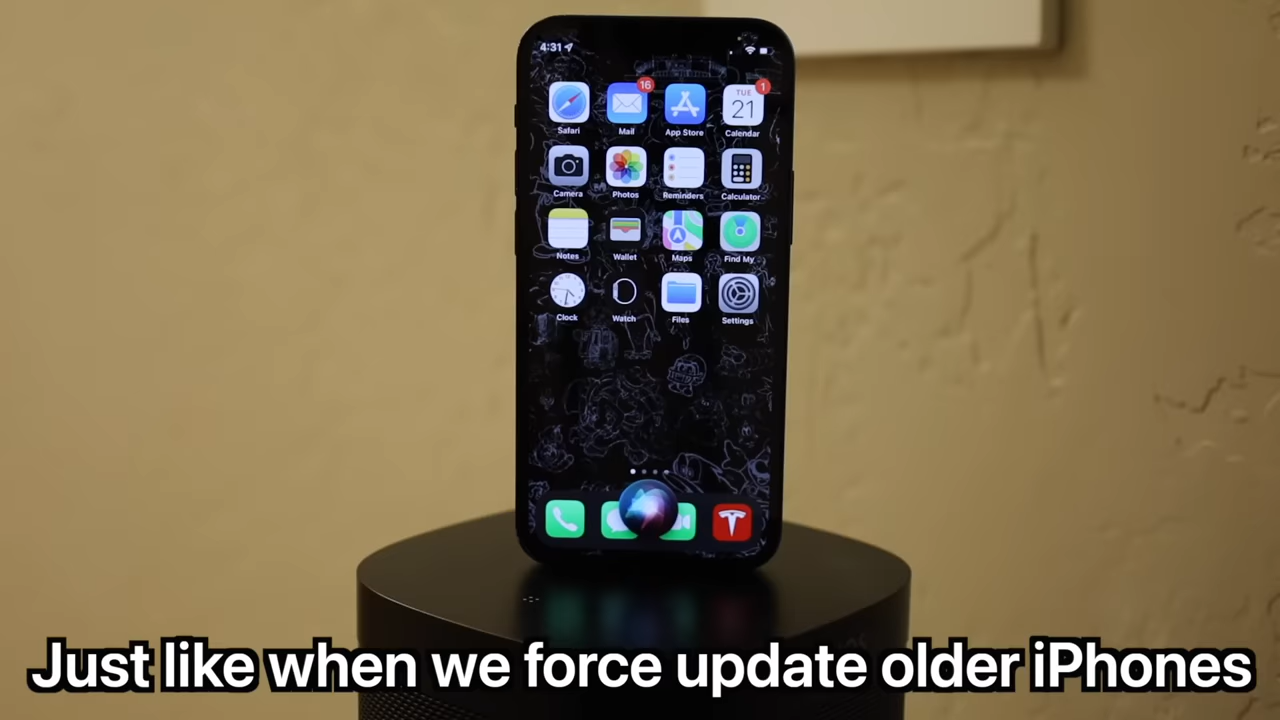 4:31
16
1
TUE
21
Safari
Mail
App Store
Calendar
Camera
Photos
Reminders
Calculator
Notes
Wallet
Maps
Find My
Clock
Watch
Files
Settings
Just like when we force update older iPhones